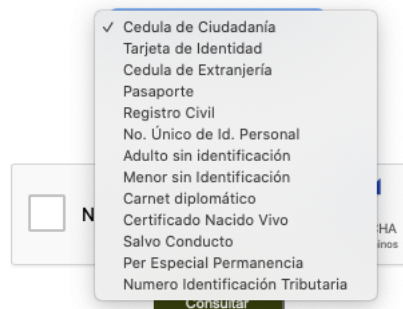 ✓ Cedula de Ciudadanía
Tarjeta de Identidad
Cedula de Extranjería
Pasaporte
Registro Civil
No. Único de Id. Personal
Adulto sin identificación
Menor sin Identificación
Carnet diplomático
N
Certificado Nacido Vivo
Salvo Conducto
Per Especial Permanencia
Numero Identificación Tributaria
Consultar